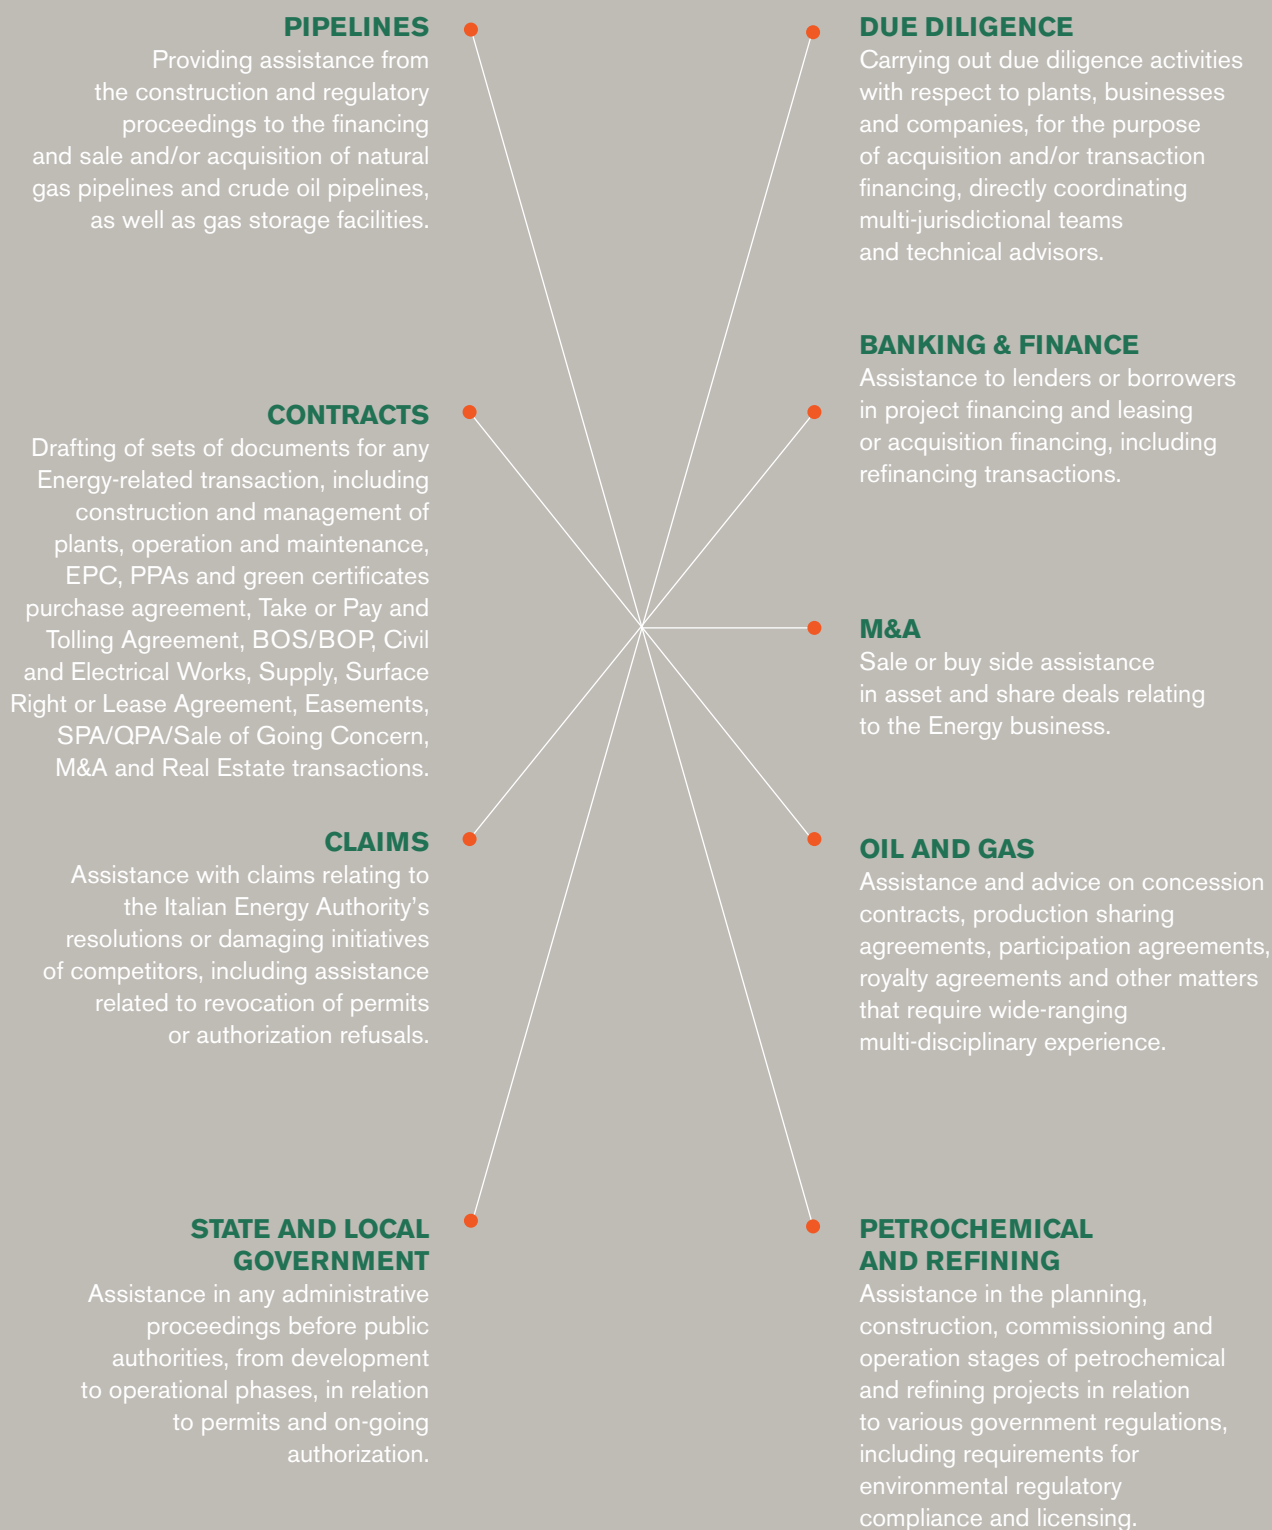 PIPELINES
Providing assistance from
the construction and regulatory
proceedings to the financing
and sale and/or acquisition of natural
gas pipelines and crude oil pipelines,
as well as gas storage facilities.
CONTRACTS
Drafting of sets of documents for any
Energy-related transaction, including
construction and management of
plants, operation and maintenance,
EPC, PPAs and green certificates
purchase agreement, Take or Pay and
Tolling Agreement, BOS/BOP, Civil
and Electrical Works, Supply, Surface
Right or Lease Agreement, Easements,
SPA/QPA/Sale of Going Concern,
M&A and Real Estate transactions.
CLAIMS
Assistance with claims relating to
the Italian Energy Authority's
resolutions or damaging initiatives
of competitors, including assistance
related to revocation of permits
or authorization refusals.
STATE AND LOCAL
GOVERNMENT
Assistance in any administrative
proceedings before public
authorities, from development
to operational phases, in relation
to permits and on-going
authorization.
DUE DILIGENCE
Carrying out due diligence activities
with respect to plants, businesses
and companies, for the purpose
of acquisition and/or transaction
financing, directly coordinating
multi-jurisdictional teams
and technical advisors.
BANKING & FINANCE
Assistance to lenders or borrowers
in project financing and leasing
or acquisition financing, including
refinancing transactions.
M&A
Sale or buy side assistance
in asset and share deals relating
to the Energy business.
OIL AND GAS
Assistance and advice on concession
contracts, production sharing
agreements, participation agreements,
royalty agreements and other matters
that require wide-ranging
multi-disciplinary experience.
PETROCHEMICAL
AND REFINING
Assistance in the planning,
construction, commissioning and
operation stages of petrochemical
and refining projects in relation
to various government regulations,
including requirements for
environmental regulatory
compliance and licensing.